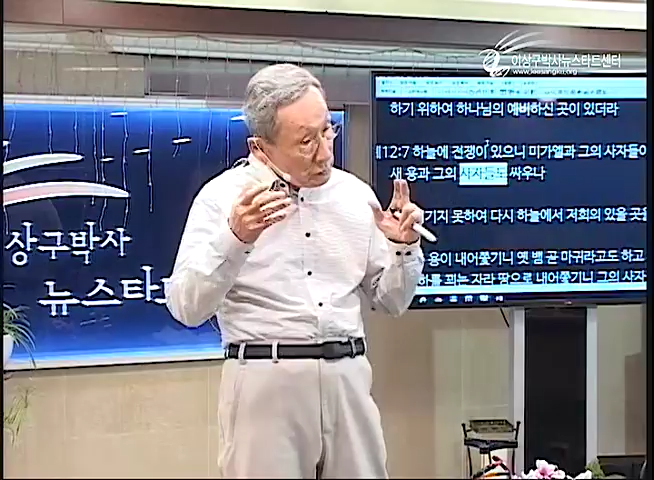 이상구박사뉴스타트센터
www.leesangku.org
하기 위하여 하나님의 예비하신 곳이 있더라
12:7 하늘에 전쟁이 있으니 미가엘과 그의 사자들이
새 용과 그의 사자들도 싸우나
기지 못하여 다시 하늘에서 저희의 있을 곳을
용이 내어쫓기니 옛 뱀 곧 마귀라고도 하고
하를 꾀는 자라 땅으로 내어쫓기니 그의 사자
상구박사
뉴스타트